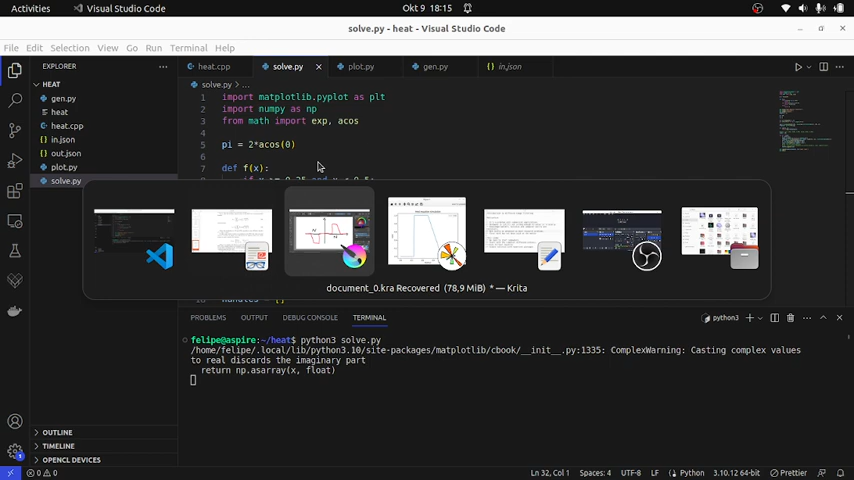 Activities
Visual Studio Code
Okt 9 18:15
solve.py - heat - Visual Studio Code
File Edit Selection View Go Run Terminal Help
EXPLORER
HEAT
gen.py
heat
heat.cpp
in.json
out.json
plot.py
solve.py
OUTLINE
TIMELINE
OPENCL DEVICES
heat.cpp solve.py plot.py gen.py in.json
solve.py > ...
1 import matplotlib.pyplot as plt
2 import numpy as np
3 from math import exp, acos
4
5 pi = 2*acos(0)
6
7 def f(x):
document_0.kra Recovered (78,9 MiB) * — Krita
PROBLEMS OUTPUT DEBUG CONSOLE TERMINAL
python3
felipe@aspire:~/heat$ python3 solve.py
/home/felipe/.local/lib/python3.10/site-packages/matplotlib/cbook/__init__.py:1335: ComplexWarning: Casting complex values
to real discards the imaginary part
return np.asarray(x, float)
0 0 Ln 32, Col 1 Spaces: 4 UTF-8 LF Python 3.10.12 64-bit Prettier